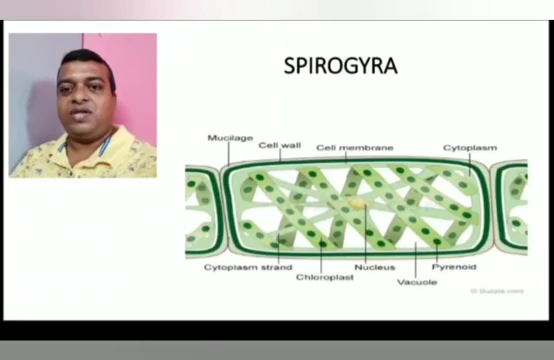 SPIROGYRA
Mucilage
Cell wall
Cell membrane
Cytoplasm
Cytoplasm strand
Chloroplast
Nucleus
Vacuole
Pyrenoid